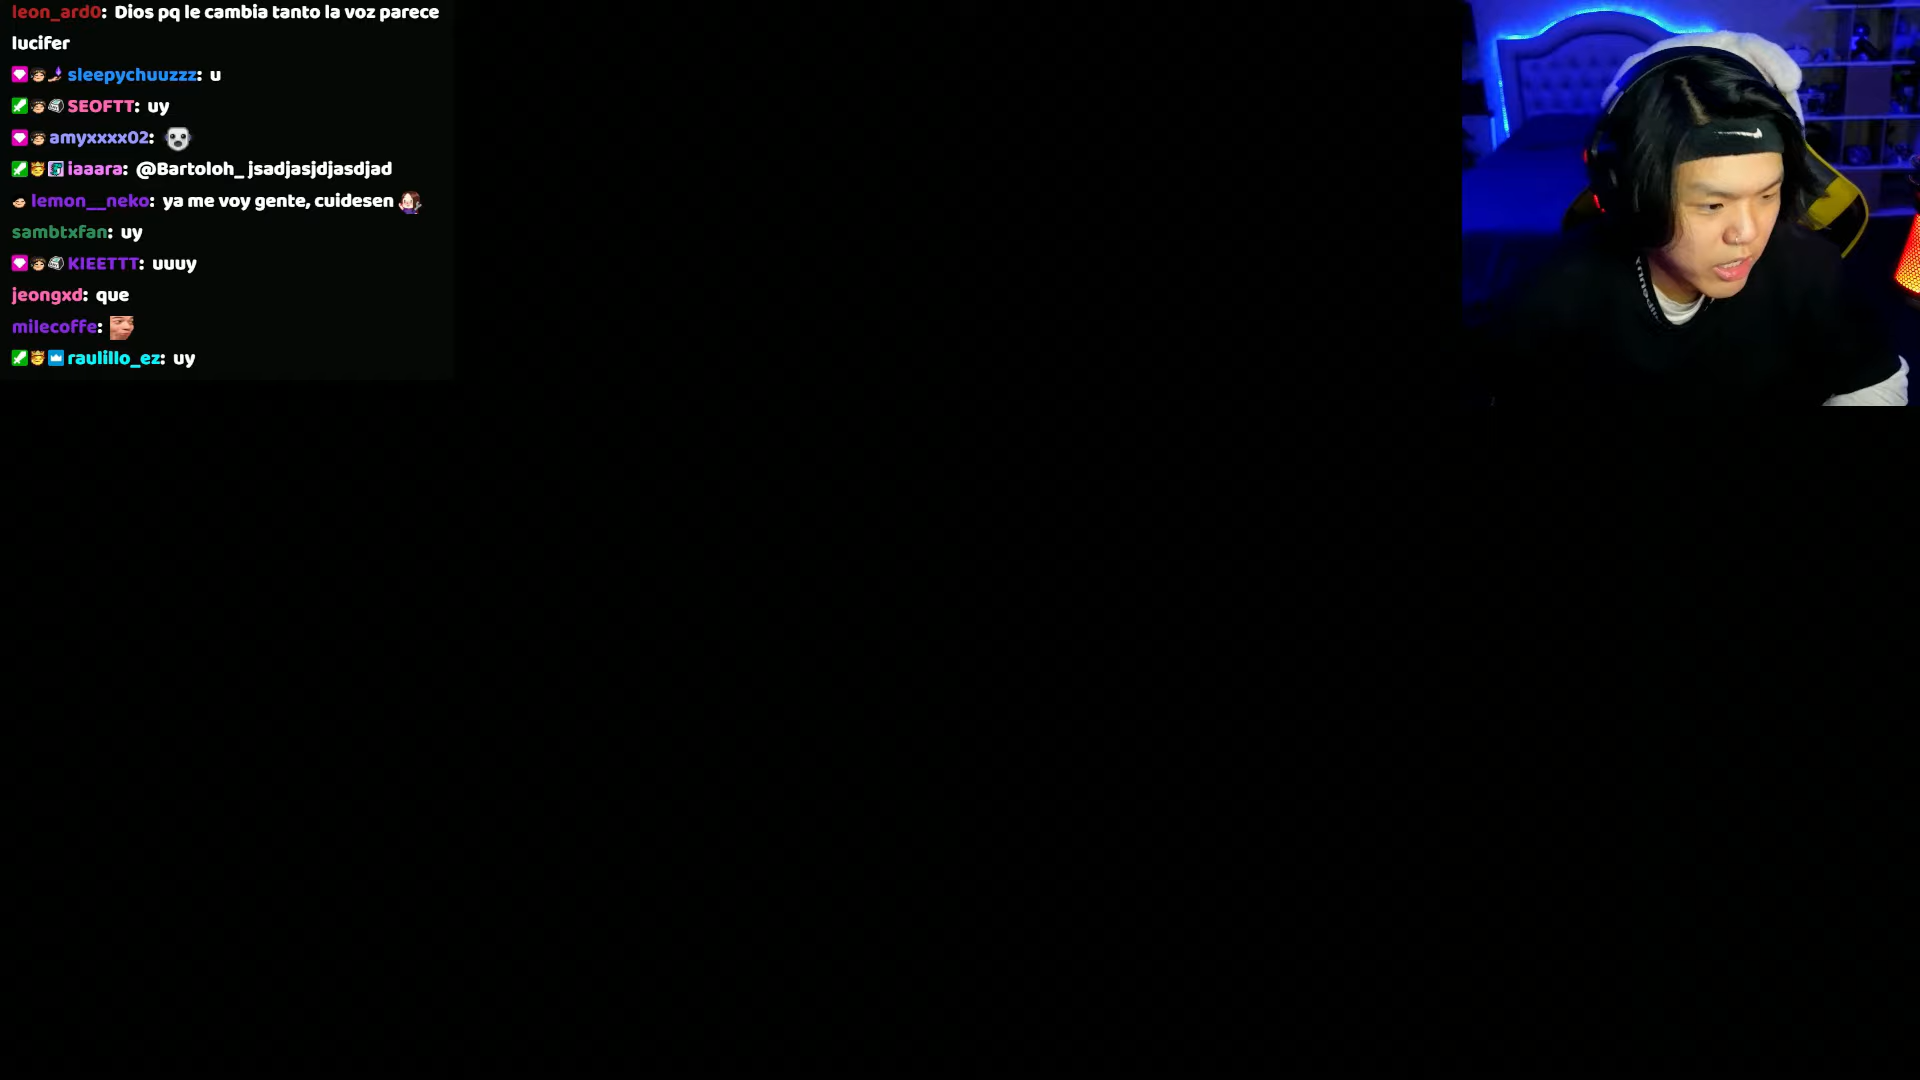 leon_ard0: Dios pq le cambia tanto la voz parece
lucifer
sleepychuuzzz: u
SEOFTT: uy
amyxxxx02:
iaaara: @Bartoloh_ jsadjasjdjasdjad
lemon__neko: ya me voy gente, cuidesen
sambtxfan: uy
KIEETTT: uuuy
jeongxd: que
milecoffe:
raulillo_ez: uy